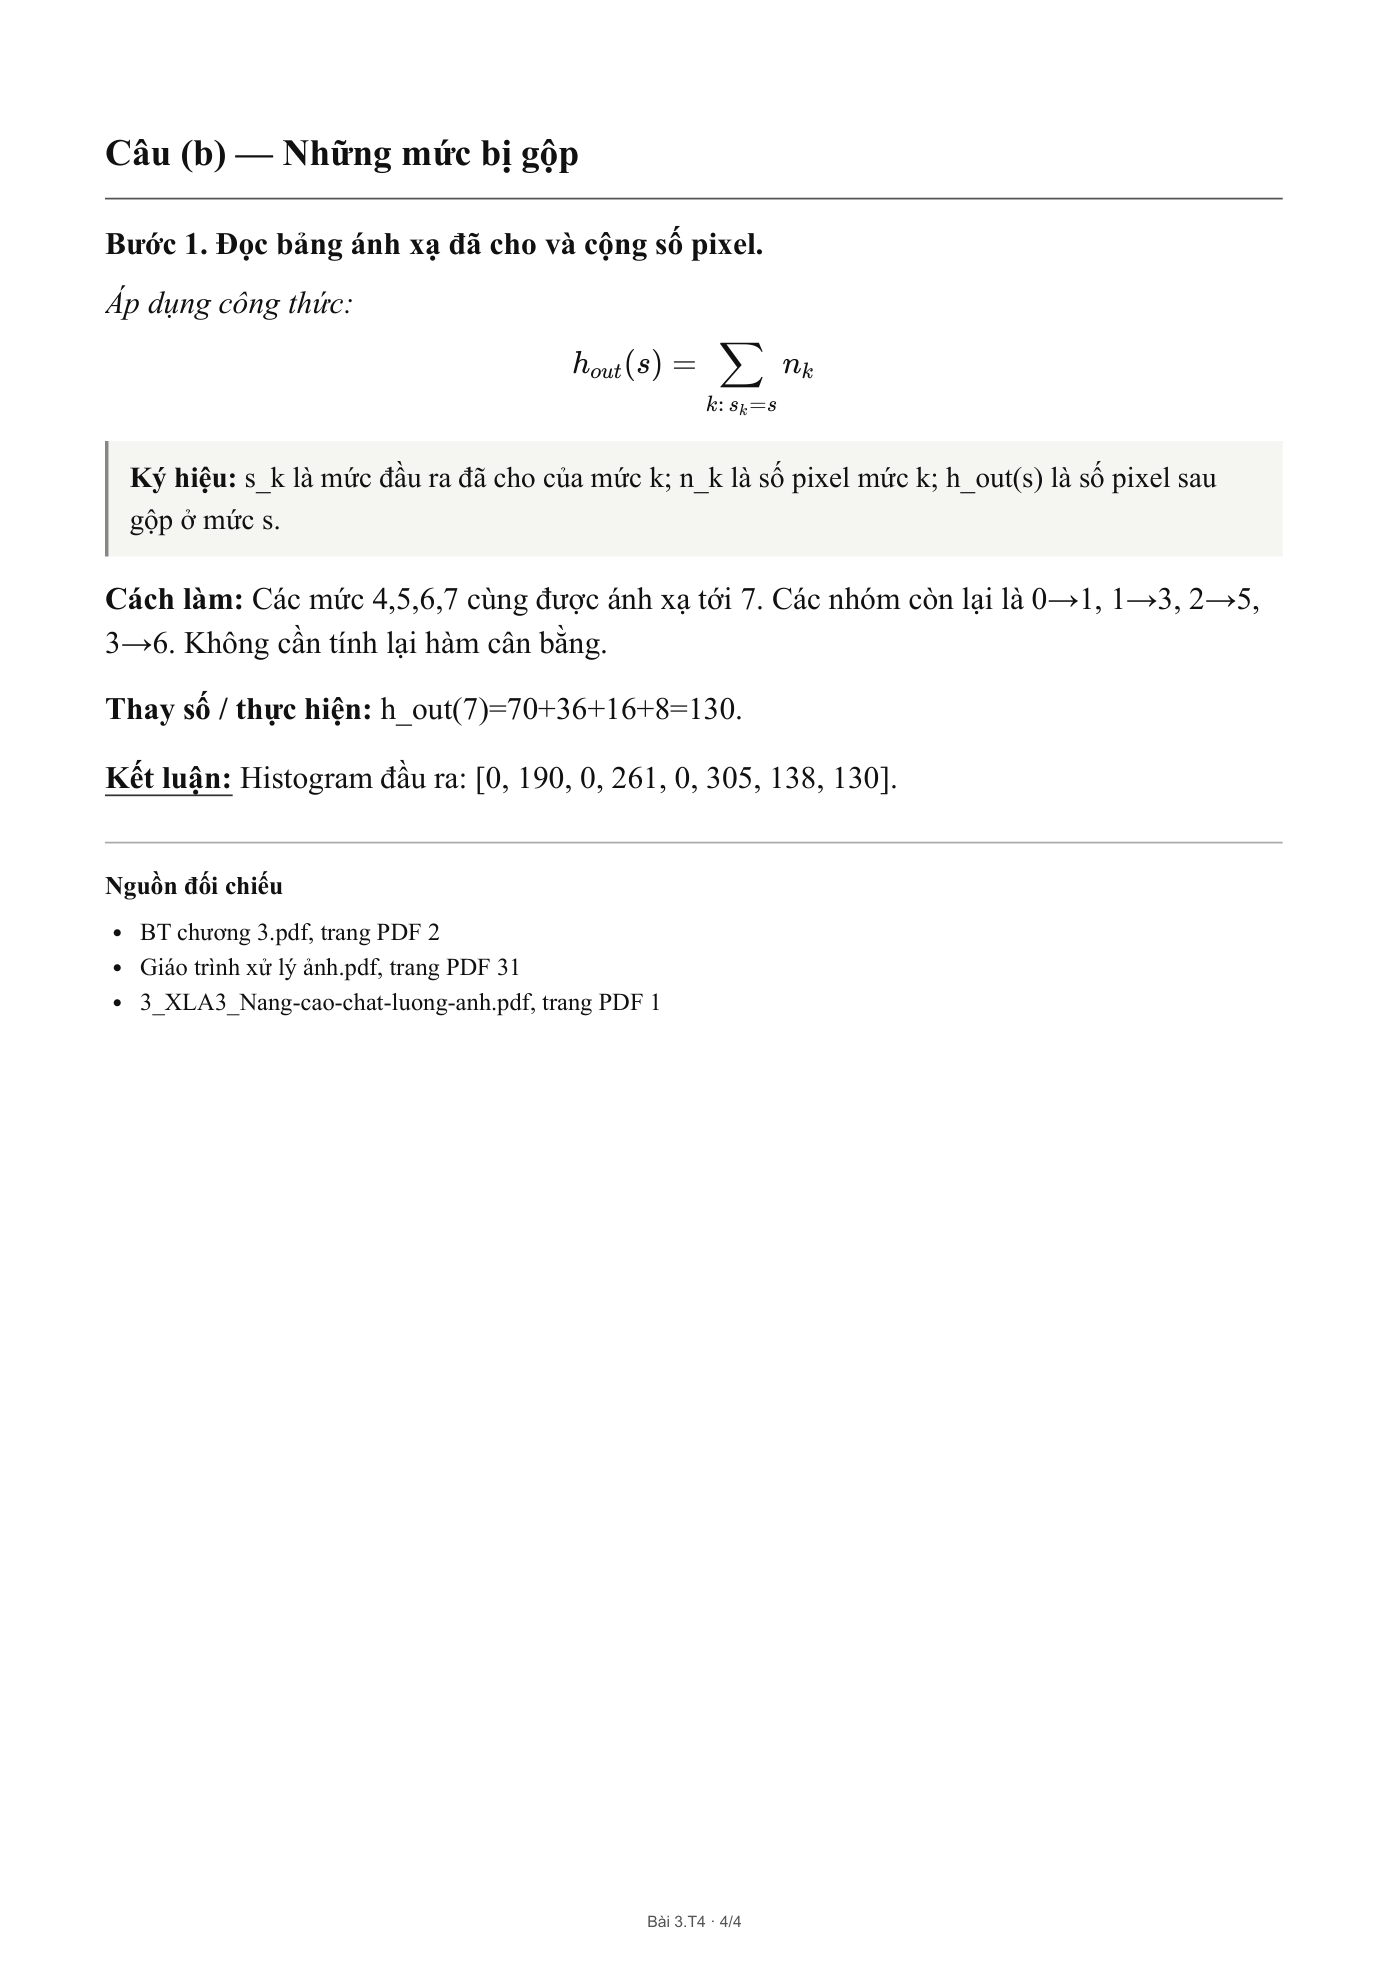 Câu (b) — Những mức bị gộp
Bước 1. Đọc bảng ánh xạ đã cho và cộng số pixel.
Áp dụng công thức:
h_{out}(s) = \sum_{k: s_k=s} n_k
Ký hiệu: s_k là mức đầu ra đã cho của mức k; n_k là số pixel mức k; h_out(s) là số pixel sau
gộp ở mức s.
Cách làm: Các mức 4,5,6,7 cùng được ánh xạ tới 7. Các nhóm còn lại là 0→1, 1→3, 2→5,
3→6. Không cần tính lại hàm cân bằng.
Thay số / thực hiện: h_out(7)=70+36+16+8=130.
Kết luận: Histogram đầu ra: [0, 190, 0, 261, 0, 305, 138, 130].
Nguồn đối chiếu
• BT chương 3.pdf, trang PDF 2
• Giáo trình xử lý ảnh.pdf, trang PDF 31
• 3_XLA3_Nang-cao-chat-luong-anh.pdf, trang PDF 1
Bài 3.T4 · 4/4